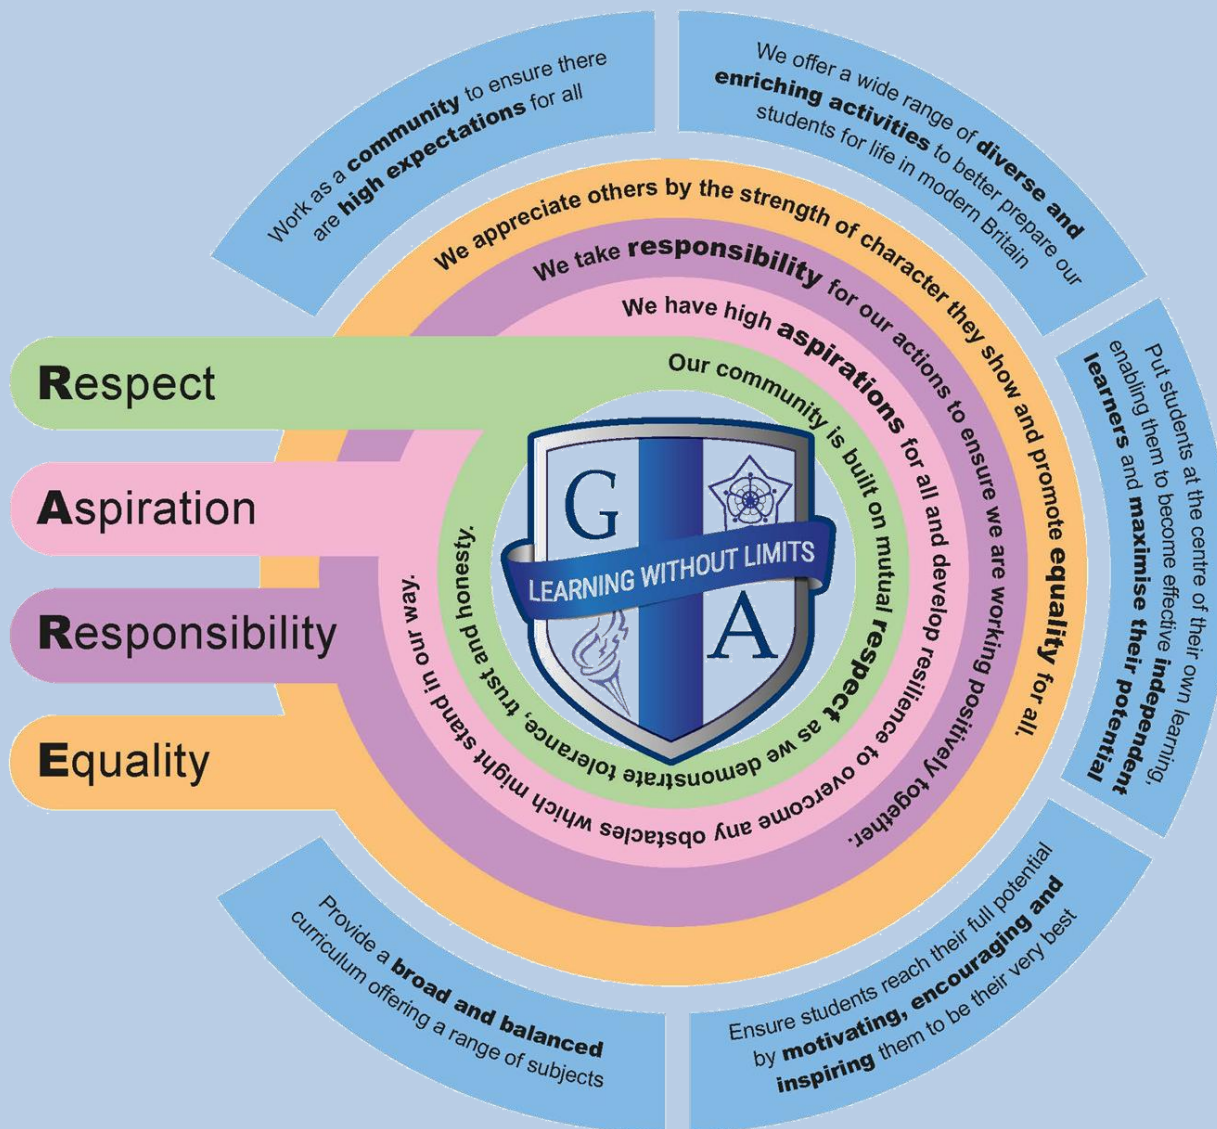 Work as a community to ensure there
are high expectations for all
We offer a wide range of diverse and
enriching activities to better prepare our
students for life in modern Britain
Put students at the centre of their own learning,
enabling them to become effective independent
learners and maximise their potential
Ensure students reach their full potential
by motivating, encouraging and
inspiring them to be their very best
Provide a broad and balanced
curriculum offering a range of subjects
Respect
Our community is built on mutual respect as we demonstrate tolerance, trust and honesty.
Aspiration
We have high aspirations for all and develop resilience to overcome any obstacles which might stand in our way.
Responsibility
We take responsibility for our actions to ensure we are working positively together.
Equality
We appreciate others by the strength of character they show and promote equality for all.
G
LEARNING WITHOUT LIMITS
A